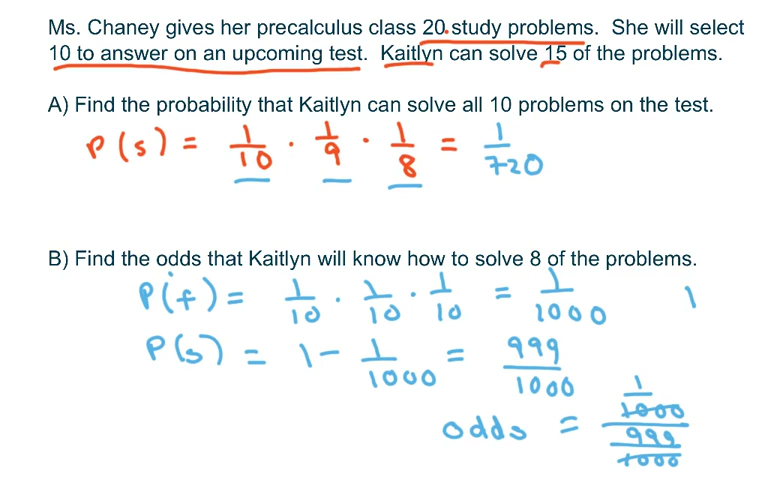 Ms. Chaney gives her precalculus class 20 study problems. She will select
10 to answer on an upcoming test. Kaitlyn can solve 15 of the problems.
A) Find the probability that Kaitlyn can solve all 10 problems on the test.
P(s) = 1/10 · 1/9 · 1/8 = 1/720
B) Find the odds that Kaitlyn will know how to solve 8 of the problems.
P(f) = 1/10 · 1/10 · 1/10 = 1/1000 1
P(s) = 1 - 1/1000 = 999/1000
odds = 1/1000 / 999/1000